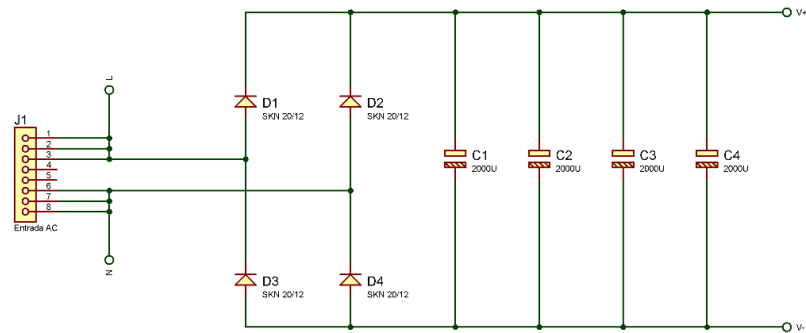 V+
L
D1
SKN 20/12
D2
SKN 20/12
J1
1
2
3
4
5
6
7
8
Entrada AC
C1
2000U
C2
2000U
C3
2000U
C4
2000U
N
D3
SKN 20/12
D4
SKN 20/12
V-